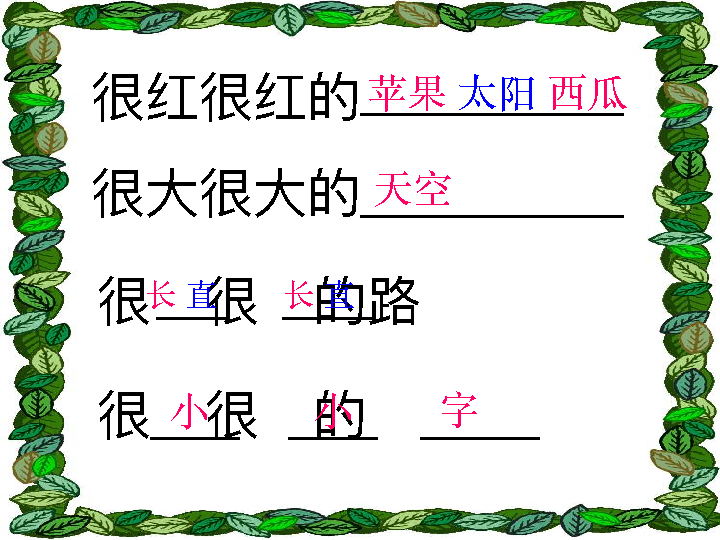 很红很红的苹果 太阳 西瓜
很大很大的天空
很长 直很 长 直的路
很小很 小的 字